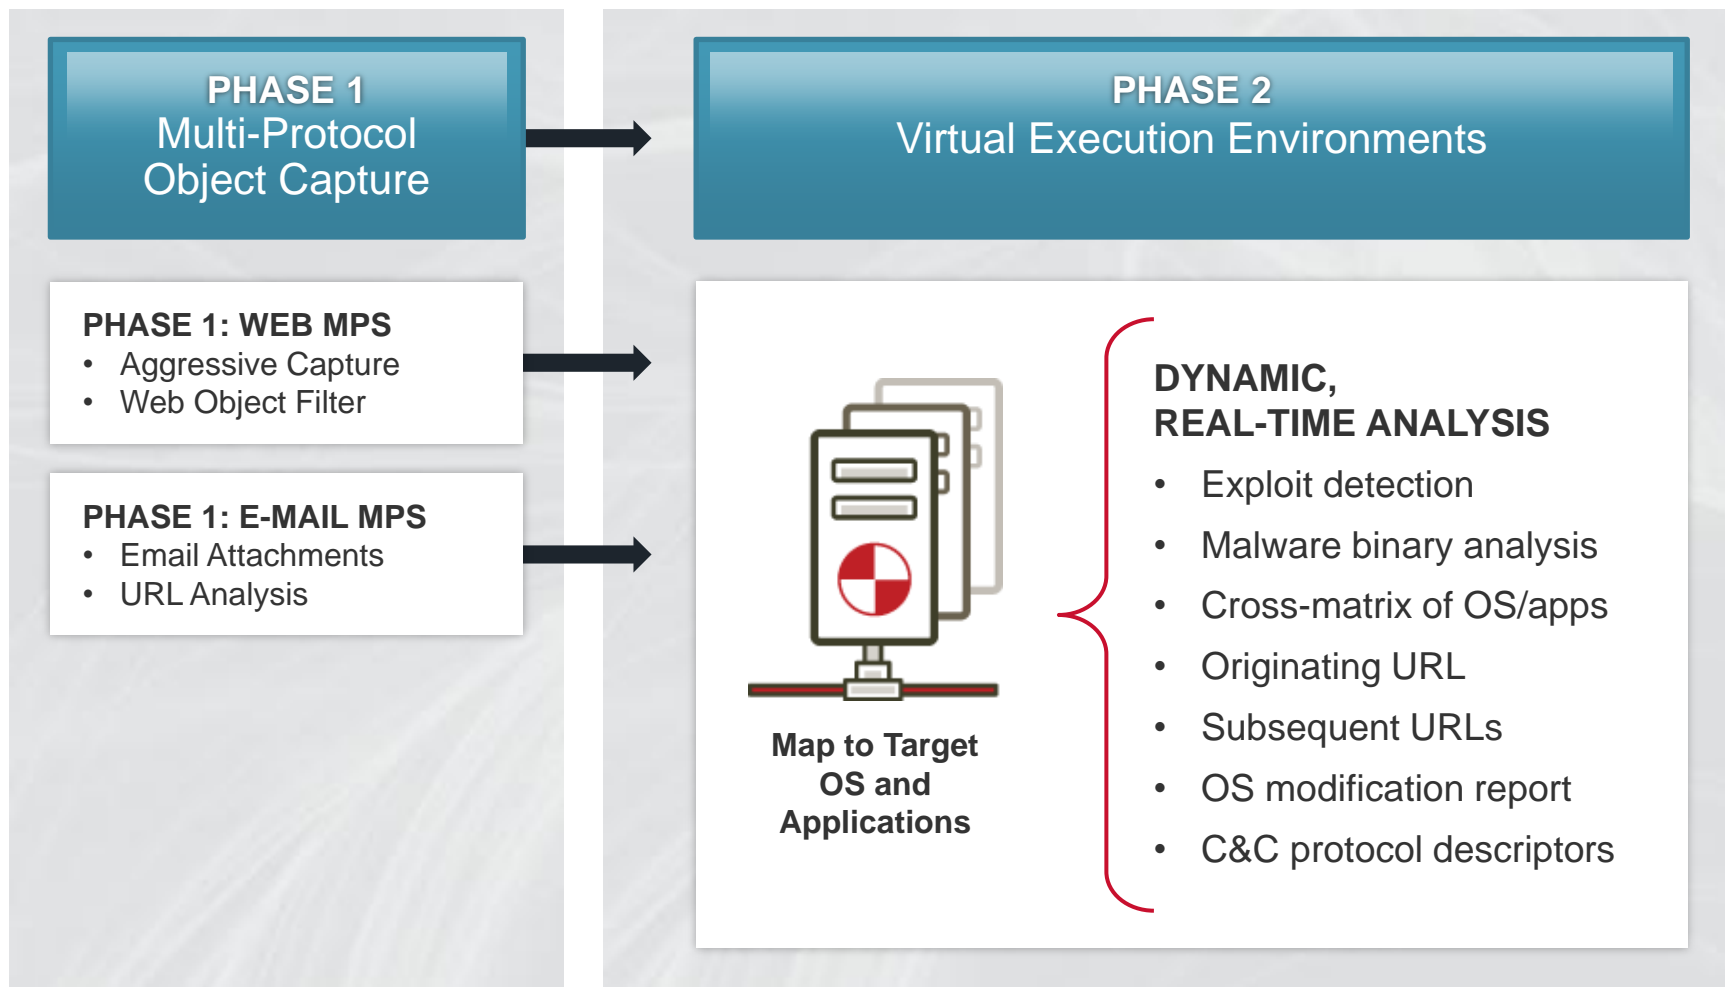 PHASE 1
Multi-Protocol
Object Capture
PHASE 1: WEB MPS
• Aggressive Capture
• Web Object Filter
PHASE 1: E-MAIL MPS
• Email Attachments
• URL Analysis
PHASE 2
Virtual Execution Environments
Map to Target
OS and
Applications
DYNAMIC,
REAL-TIME ANALYSIS
• Exploit detection
• Malware binary analysis
• Cross-matrix of OS/apps
• Originating URL
• Subsequent URLs
• OS modification report
• C&C protocol descriptors